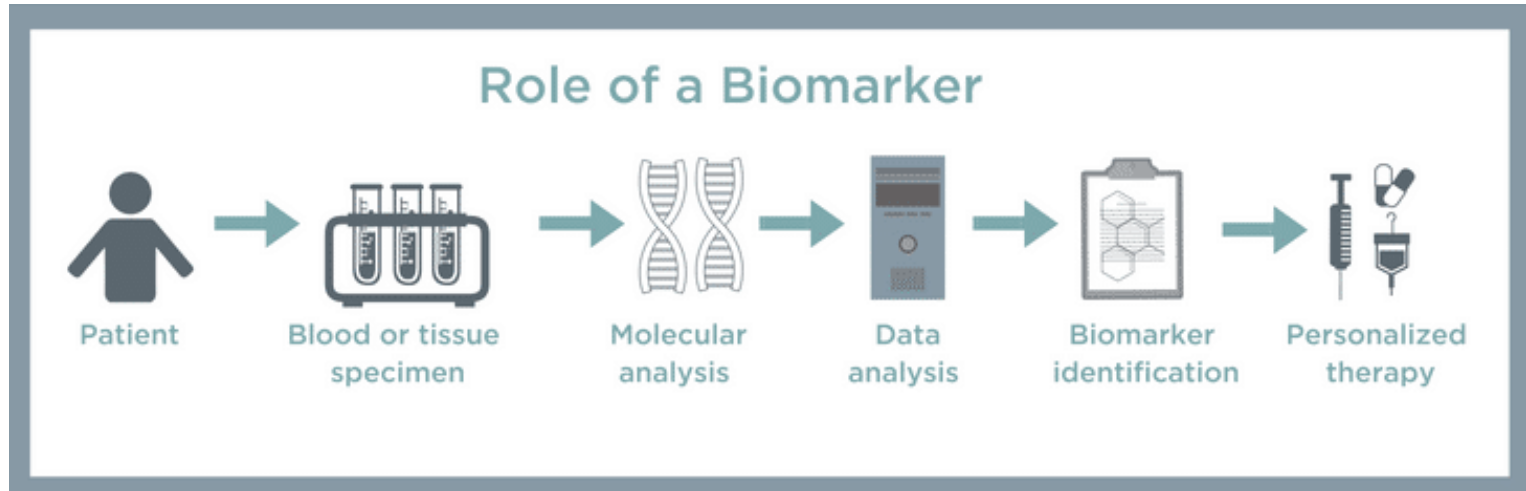 Role of a Biomarker
Patient
Blood or tissue
specimen
Molecular
analysis
Data
analysis
Biomarker
identification
Personalized
therapy